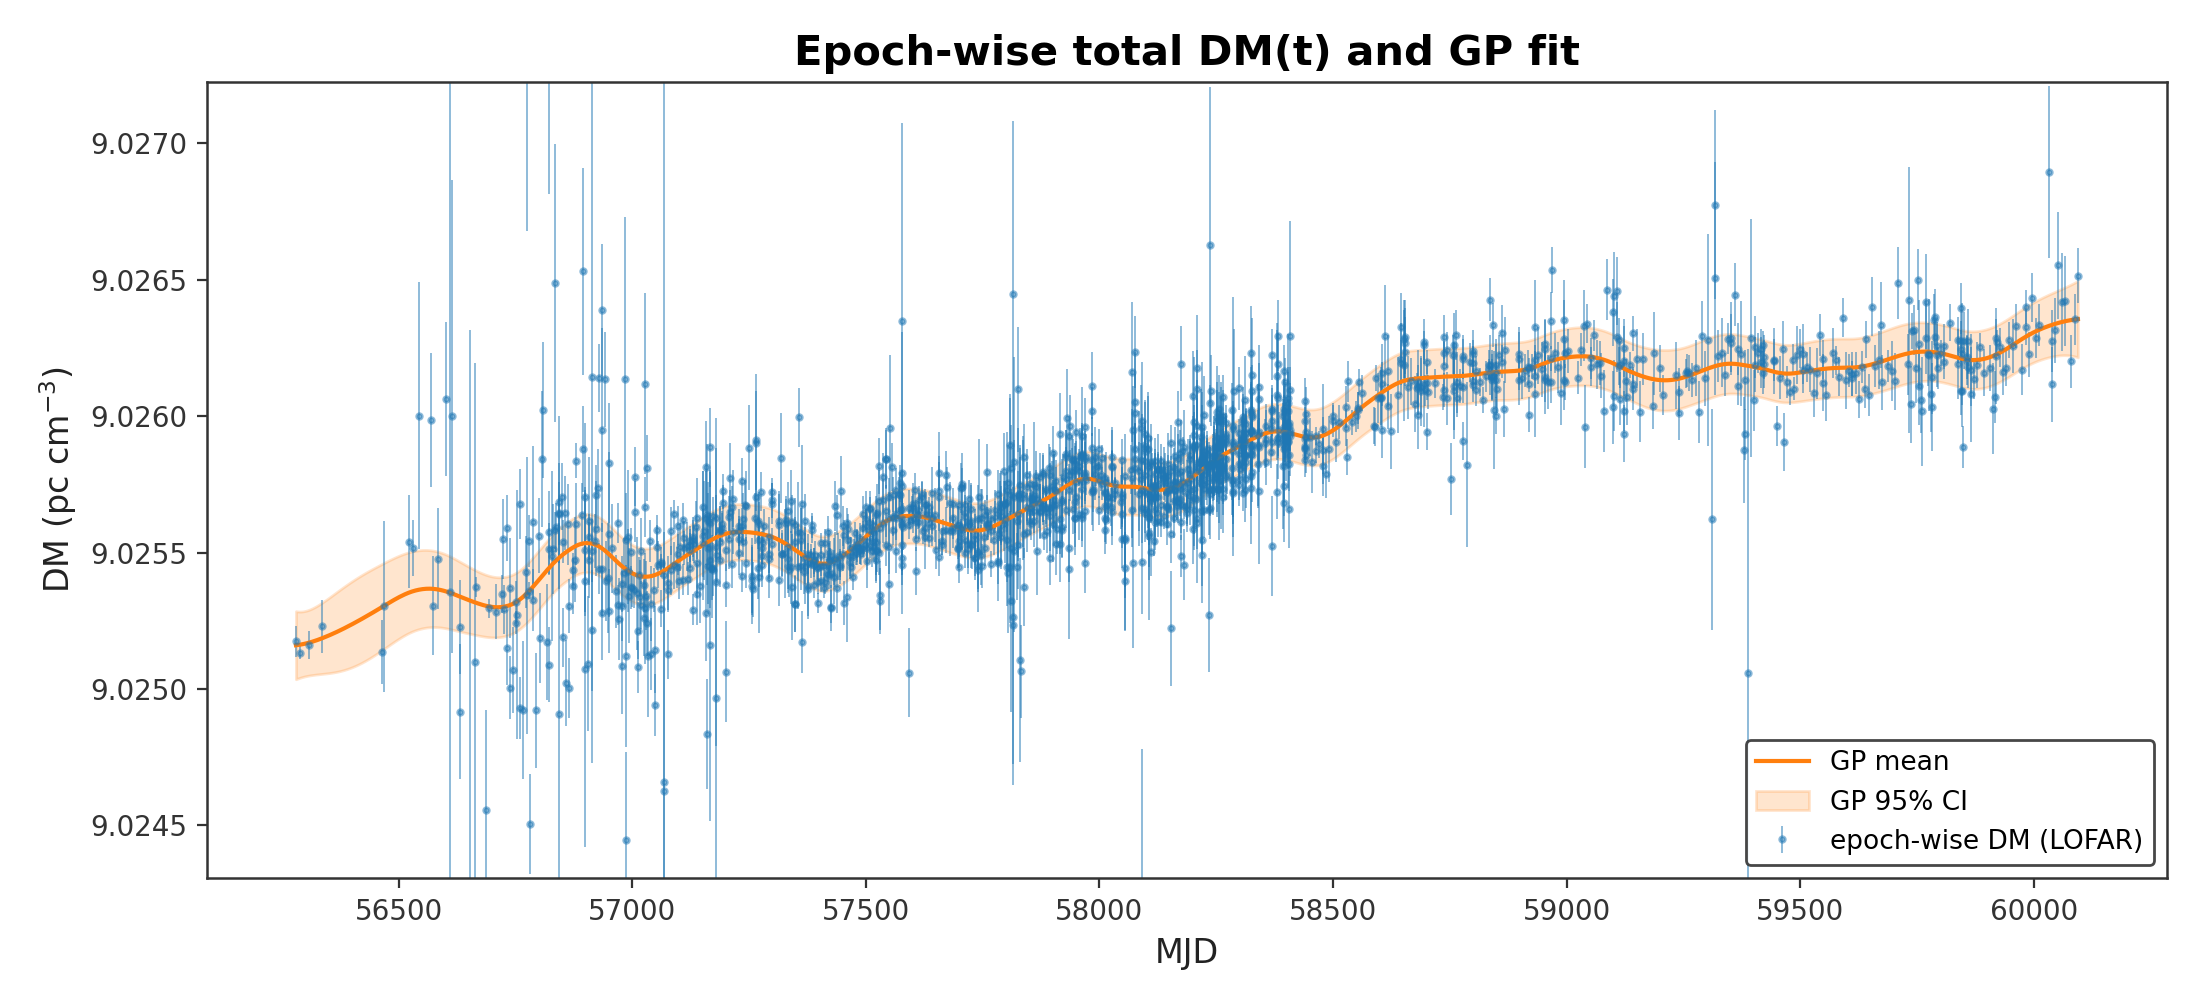 Epoch-wise total DM(t) and GP fit
DM (pc cm⁻³)
9.0270
9.0265
9.0260
9.0255
9.0250
9.0245
GP mean
GP 95% CI
epoch-wise DM (LOFAR)
56500 57000 57500 58000 58500 59000 59500 60000
MJD